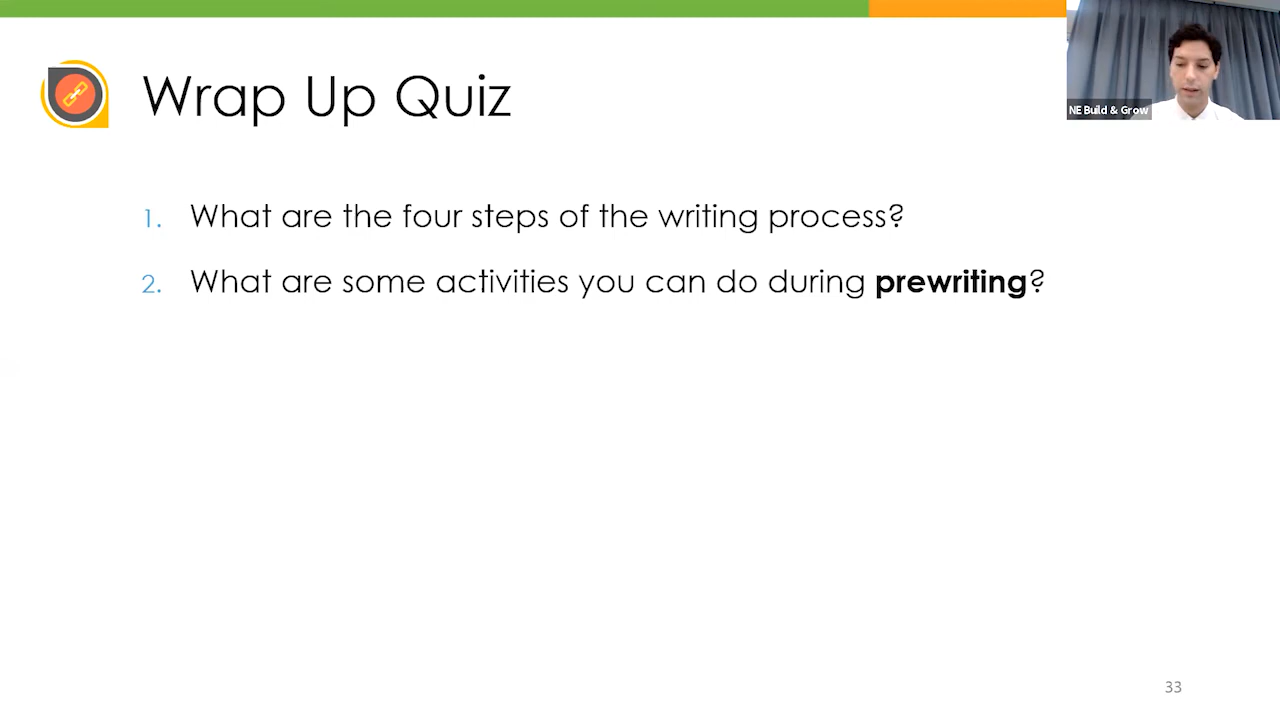 Wrap Up Quiz
NE Build & Grow
1. What are the four steps of the writing process?
2. What are some activities you can do during prewriting?
33